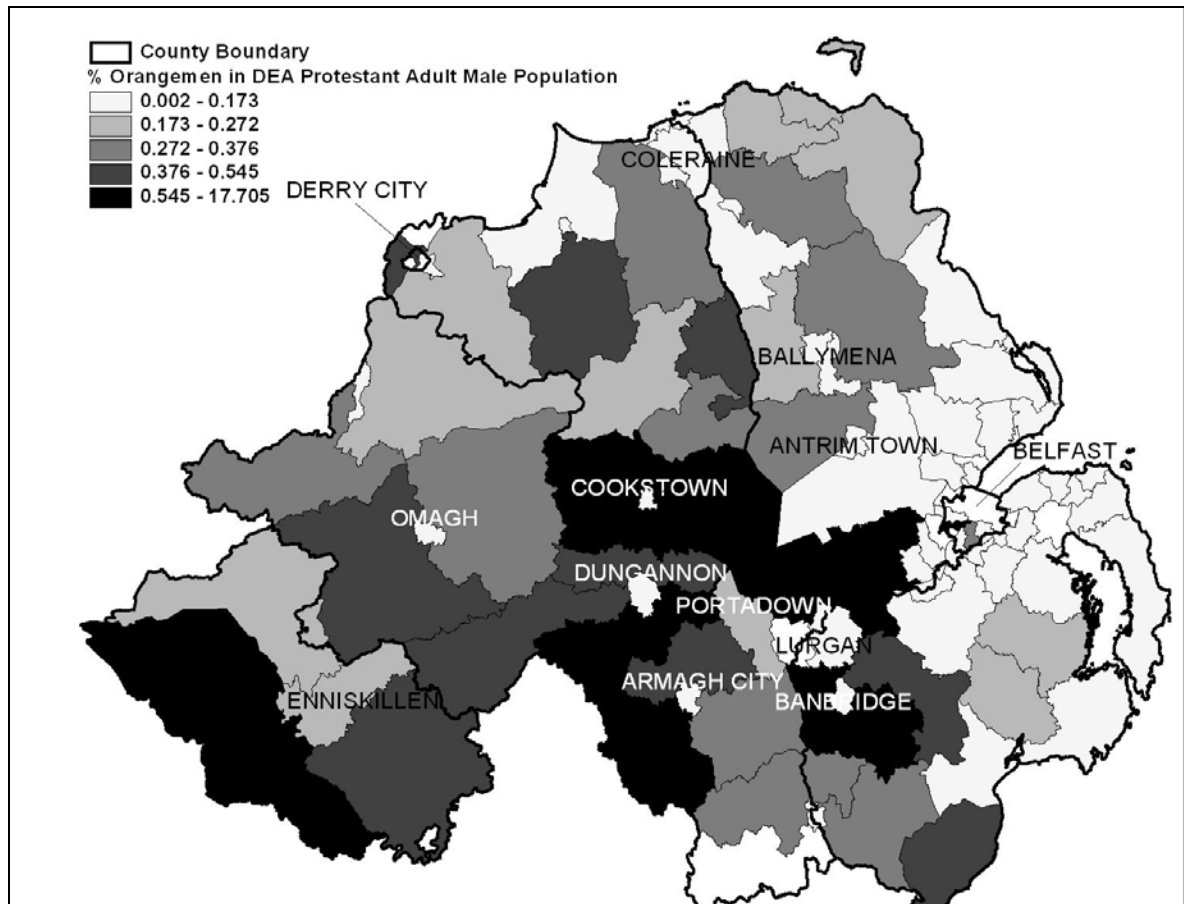 County Boundary
% Orangemen in DEA Protestant Adult Male Population
0.002 - 0.173
0.173 - 0.272
0.272 - 0.376
0.376 - 0.545
0.545 - 17.705
DERRY CITY
COLERAINE
BALLYMENA
ANTRIM TOWN
BELFAST
COOKSTOWN
OMAGH
DUNGANNON
PORTADOWN
LURGAN
ARMAGH CITY
BANBRIDGE
ENNISKILLEN